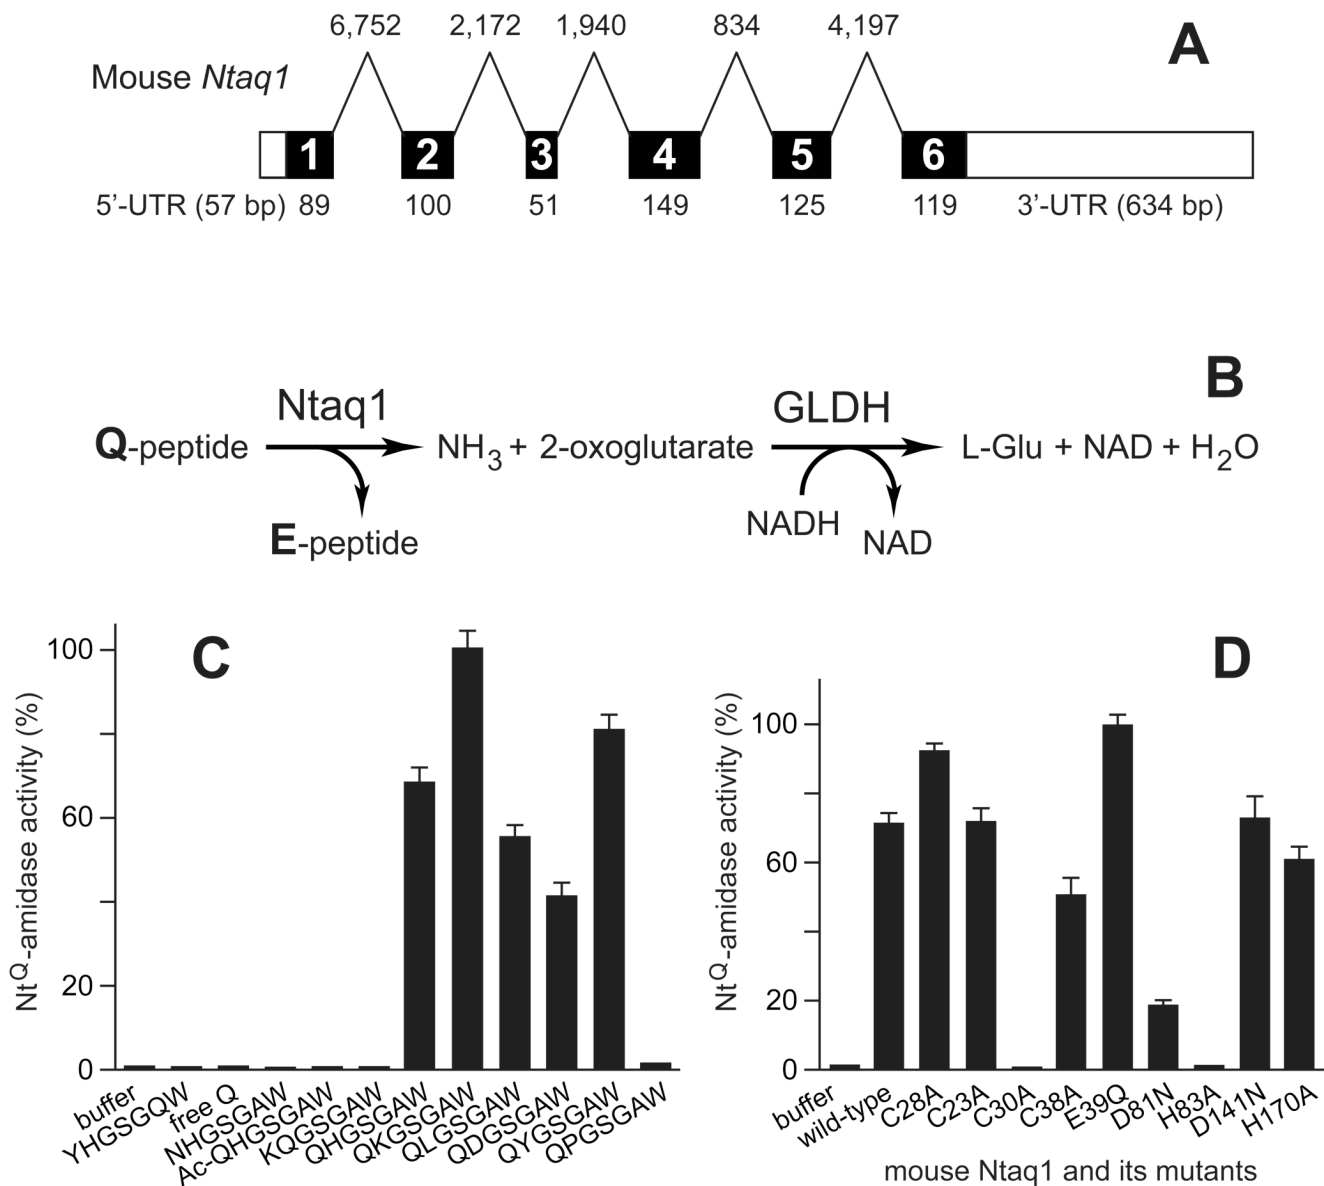 6,752 2,172 1,940 834 4,197
A
Mouse Ntaq1
1 2 3 4 5 6
5’-UTR (57 bp) 89 100 51 149 125 119 3’-UTR (634 bp)
B
Ntaq1 GLDH
Q-peptide NH3 + 2-oxoglutarate L-Glu + NAD + H2O
NADH
E-peptide NAD
C
NtQ-amidase activity (%)
100
60
20
0
buffer
YHGSGQW
free Q
NHGSGAW
Ac-QHGSGAW
KQGSGAW
QHGSGAW
QKGSGAW
QLGSGAW
QDGSGAW
QYGSGAW
QPGSGAW
D
NtQ-amidase activity (%)
100
60
20
0
buffer
wild-type
C28A
C23A
C30A
C38A
E39Q
D81N
H83A
D141N
H170A
mouse Ntaq1 and its mutants